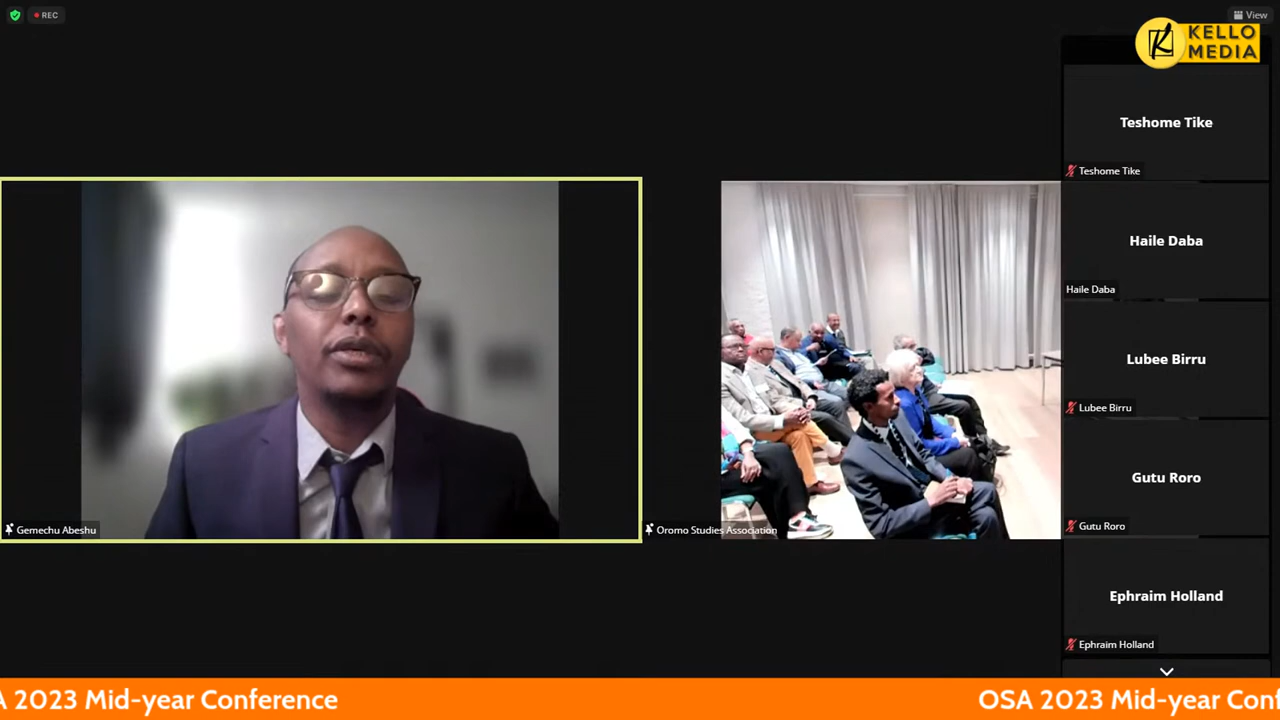 REC
View
KELLO
MEDIA
Teshome Tike
Teshome Tike
Haile Daba
Haile Daba
Lubee Birru
Lubee Birru
Gutu Roro
Gutu Roro
Ephraim Holland
Ephraim Holland
Gemechu Abeshu
Oromo Studies Association
A 2023 Mid-year Conference
OSA 2023 Mid-year Conf